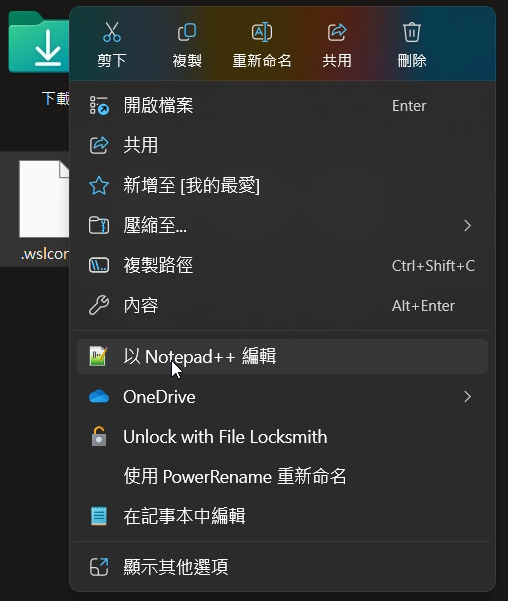 剪下
複製
重新命名
共用
刪除
下載
開啟檔案 Enter
共用
新增至 [我的最愛]
壓縮至...
.wslcon
複製路徑 Ctrl+Shift+C
內容 Alt+Enter
以 Notepad++ 編輯
OneDrive
Unlock with File Locksmith
使用 PowerRename 重新命名
在記事本中編輯
顯示其他選項